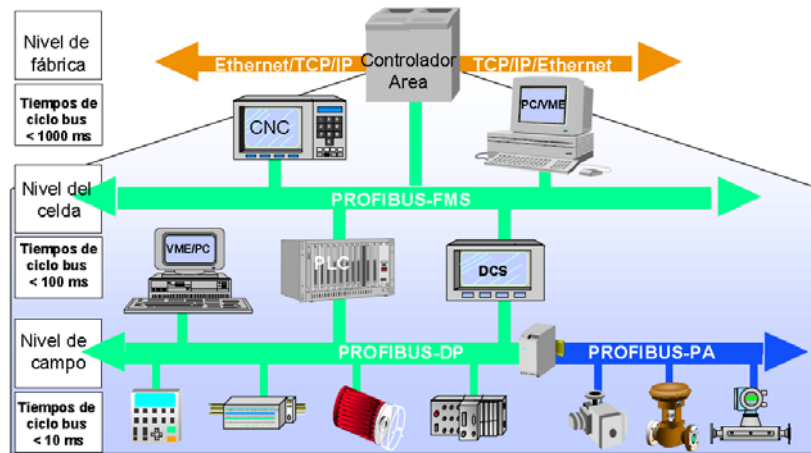 Nivel de
fábrica
Ethernet/TCP/IP
Controlador
Area
TCP/IP/Ethernet
Tiempos de
ciclo bus
< 1000 ms
CNC
PC/VME
Nivel del
celda
PROFIBUS-FMS
Tiempos de
ciclo bus
< 100 ms
VME/PC
PLC
DCS
Nivel de
campo
PROFIBUS-DP
PROFIBUS-PA
Tiempos de
ciclo bus
< 10 ms